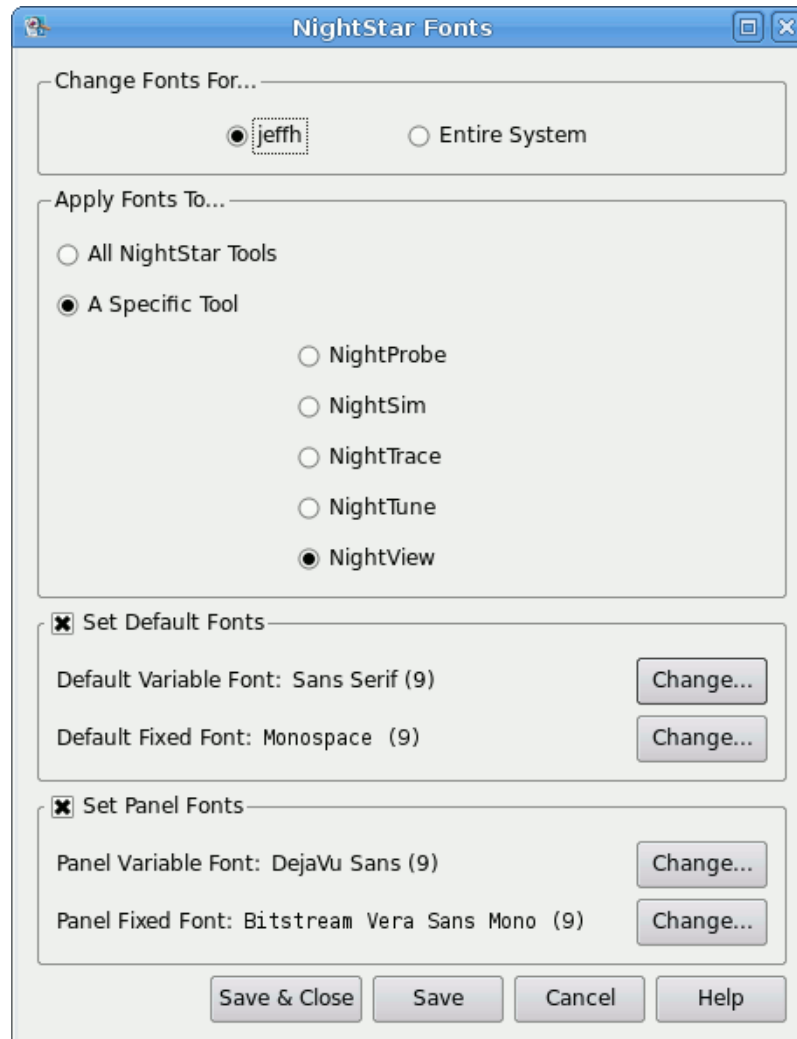 NightStar Fonts
Change Fonts For...
jeffh Entire System
Apply Fonts To...
All NightStar Tools
A Specific Tool
NightProbe
NightSim
NightTrace
NightTune
NightView
Set Default Fonts
Default Variable Font: Sans Serif (9) Change...
Default Fixed Font: Monospace (9) Change...
Set Panel Fonts
Panel Variable Font: DejaVu Sans (9) Change...
Panel Fixed Font: Bitstream Vera Sans Mono (9) Change...
Save & Close Save Cancel Help